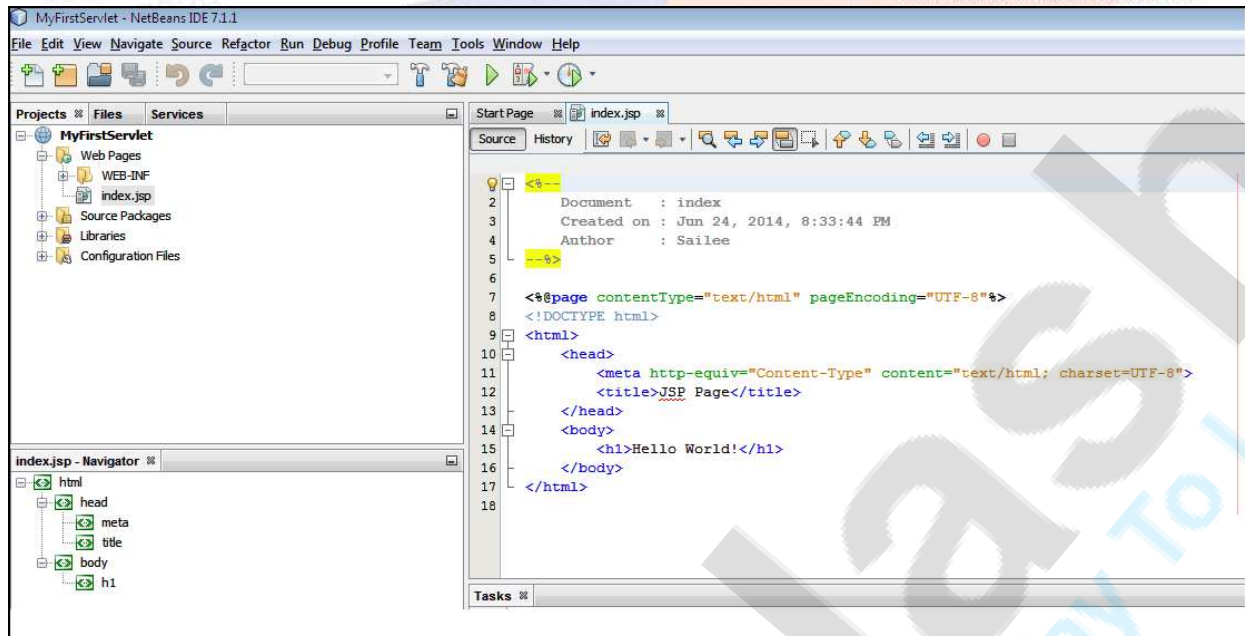 MyFirstServlet - NetBeans IDE 7.1.1
File Edit View Navigate Source Refactor Run Debug Profile Team Tools Window Help
Projects Files Services
MyFirstServlet
Web Pages
WEB-INF
index.jsp
Source Packages
Libraries
Configuration Files
index.jsp - Navigator
html
head
meta
title
body
h1
Start Page index.jsp
Source History
<%--
2 Document : index
3 Created on : Jun 24, 2014, 8:33:44 PM
4 Author : Sailee
5 --%>
6
7 <%@page contentType="text/html" pageEncoding="UTF-8"%>
8 <!DOCTYPE html>
9 <html>
10 <head>
11 <meta http-equiv="Content-Type" content="text/html; charset=UTF-8">
12 <title>JSP Page</title>
13 </head>
14 <body>
15 <h1>Hello World!</h1>
16 </body>
17 </html>
18
Tasks